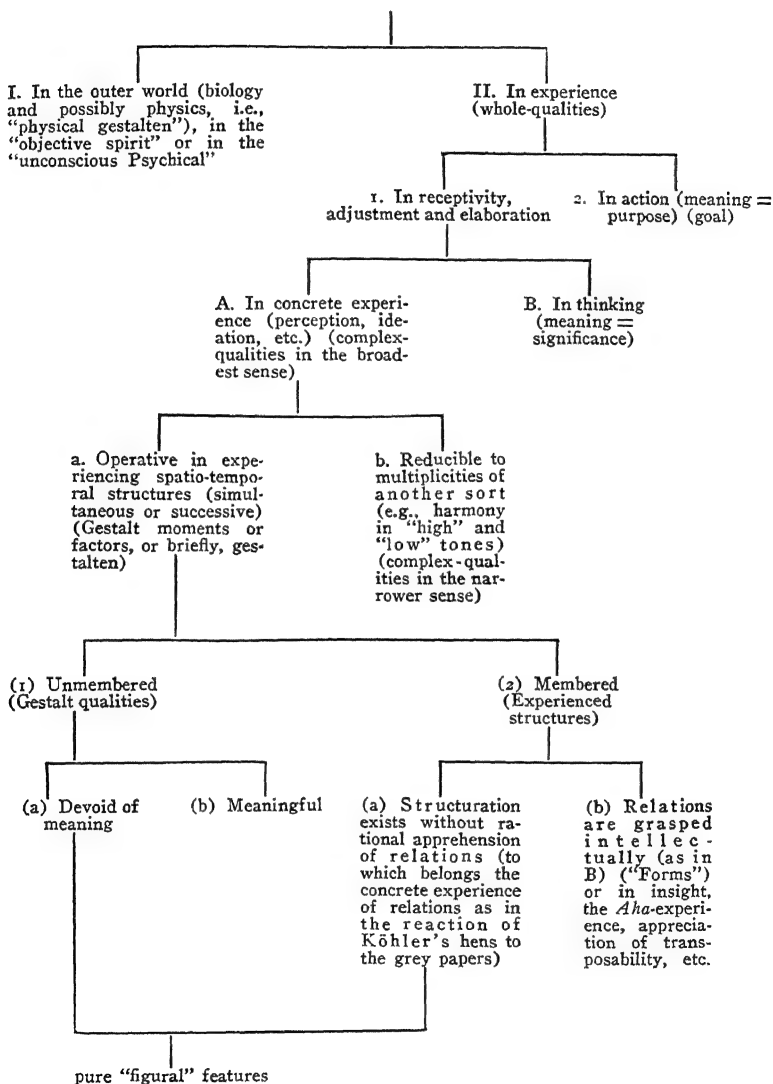 I. In the outer world (biology
and possibly physics, i.e.,
“physical gestalten”), in the
“objective spirit” or in the
“unconscious Psychical”
II. In experience
(whole-qualities)
1. In receptivity,
adjustment and elaboration
2. In action (meaning =
purpose) (goal)
A. In concrete experi-
ence (perception, ide-
ation, etc.) (complex-
qualities in the broad-
est sense)
B. In thinking
(meaning =
significance)
a. Operative in expe-
riencing spatio-tempo-
ral structures (simul-
taneous or successive)
(Gestalt moments or
factors, or briefly, ges-
talten)
b. Reducible to
multiplicities of
another sort
(e.g., harmony
in “high” and
“low” tones)
(complex-qual-
ities in the nar-
rower sense)
(1) Unmembered
(Gestalt qualities)
(2) Membered
(Experienced
structures)
(a) Devoid of
meaning
(b) Meaningful
(a) Structuration
exists without ra-
tional apprehension
of relations (to
which belongs the
concrete experience
of relations as in
the reaction of
Köhler’s hens to
the grey papers)
(b) Relations
are grasped
intellec-
tually (as in
B) (“Forms”)
or in insight,
the Aha-experi-
ence, apprecia-
tion of trans-
posability, etc.
pure “figural” features